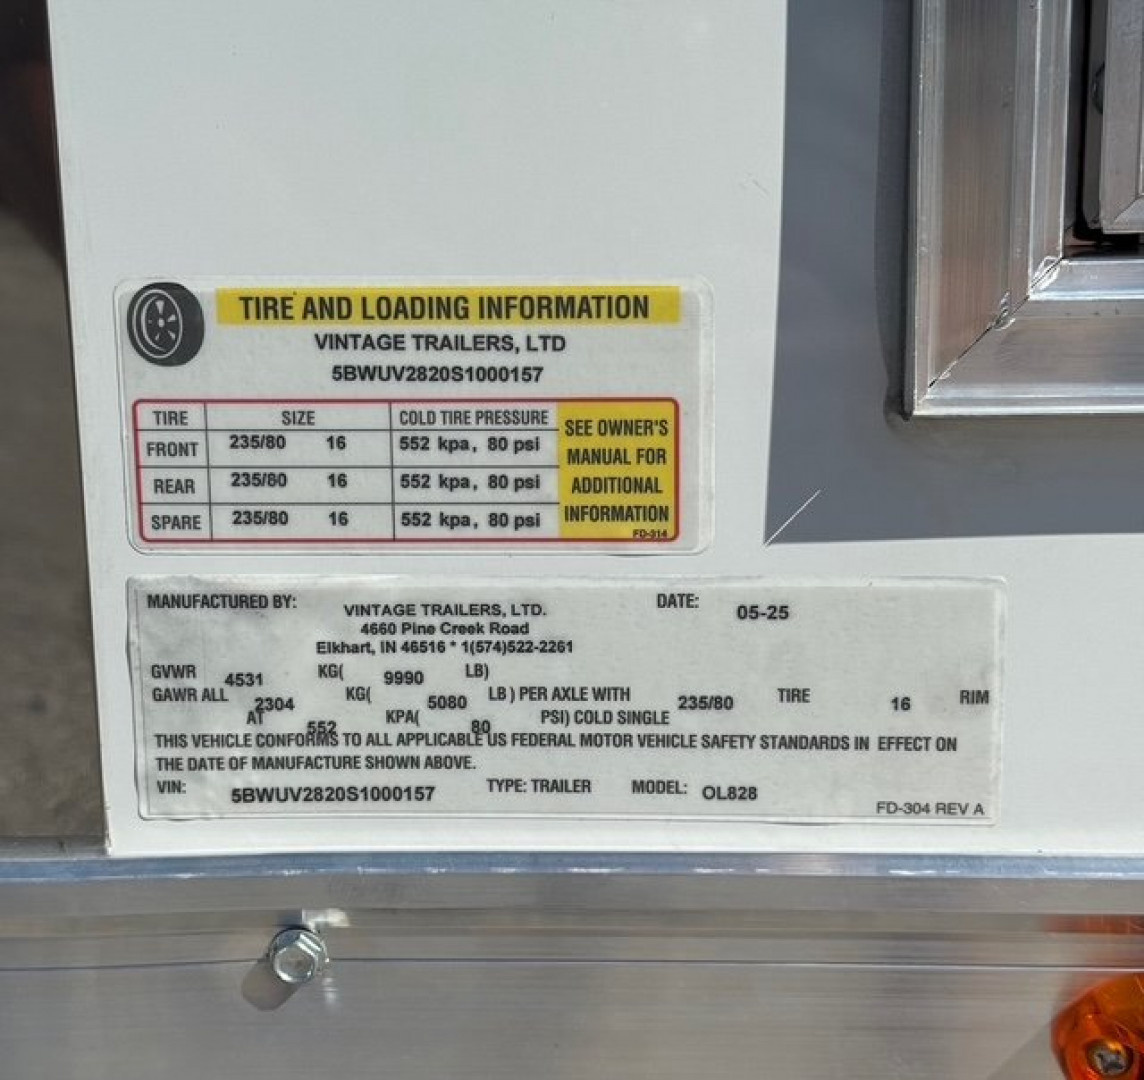 TIRE AND LOADING INFORMATION
VINTAGE TRAILERS, LTD
5BWUV2820S1000157
TIRE SIZE COLD TIRE PRESSURE
FRONT 235/80 16 552 kpa, 80 psi
REAR 235/80 16 552 kpa, 80 psi
SPARE 235/80 16 552 kpa, 80 psi
SEE OWNER'S
MANUAL FOR
ADDITIONAL
INFORMATION
FD-314
MANUFACTURED BY: VINTAGE TRAILERS, LTD. DATE: 05-25
4660 Pine Creek Road
Elkhart, IN 46516 * 1(574)522-2261
GVWR 4531 KG( 9990 LB)
GAWR ALL 2304 KG( 5080 LB) PER AXLE WITH 235/80 TIRE 16 RIM
AT 552 KPA( 80 PSI) COLD SINGLE
THIS VEHICLE CONFORMS TO ALL APPLICABLE US FEDERAL MOTOR VEHICLE SAFETY STANDARDS IN EFFECT ON
THE DATE OF MANUFACTURE SHOWN ABOVE.
VIN: 5BWUV2820S1000157 TYPE: TRAILER MODEL: OL828
FD-304 REV A